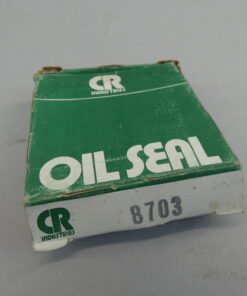 CR
INDUSTRIES
OIL SEAL
CR
INDUSTRIES
8703